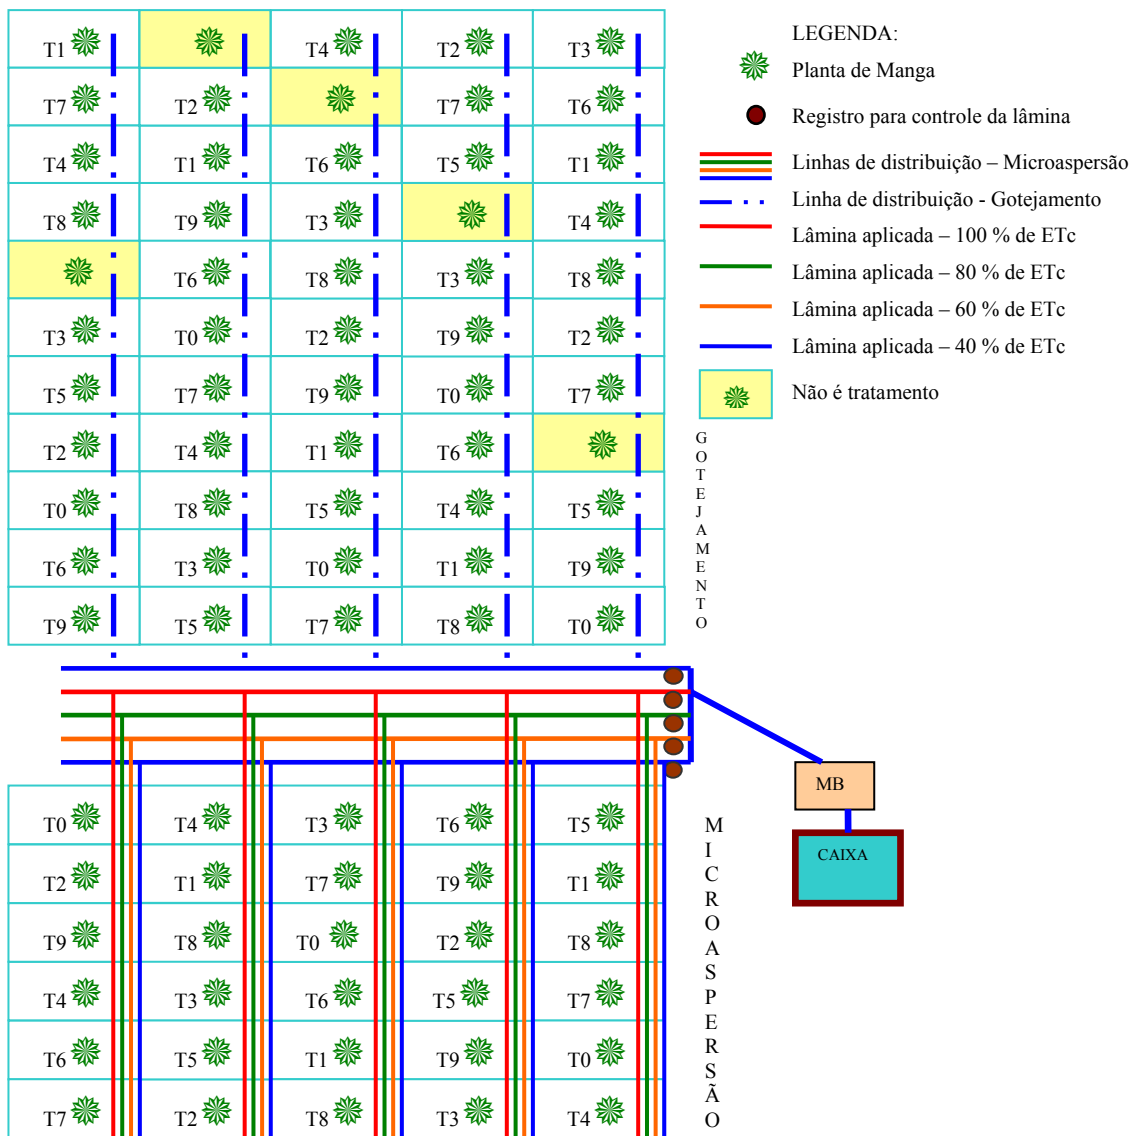 T1 T4 T2 T3
T7 T2 T7 T6
T4 T1 T6 T5 T1
T8 T9 T3 T4
T6 T8 T3 T8
T3 T0 T2 T9 T2
T5 T7 T9 T0 T7
T2 T4 T1 T6
T0 T8 T5 T4 T5
T6 T3 T0 T1 T9
T9 T5 T7 T8 T0
LEGENDA:
Planta de Manga
Registro para controle da lâmina
Linhas de distribuição – Microaspersão
Linha de distribuição - Gotejamento
Lâmina aplicada – 100 % de ETc
Lâmina aplicada – 80 % de ETc
Lâmina aplicada – 60 % de ETc
Lâmina aplicada – 40 % de ETc
Não é tratamento
GOTEJAMENTO
MB
CAIXA
T0 T4 T3 T6 T5
T2 T1 T7 T9 T1
T9 T8 T0 T2 T8
T4 T3 T6 T5 T7
T6 T5 T1 T9 T0
T7 T2 T8 T3 T4
MICROASPERSÃO